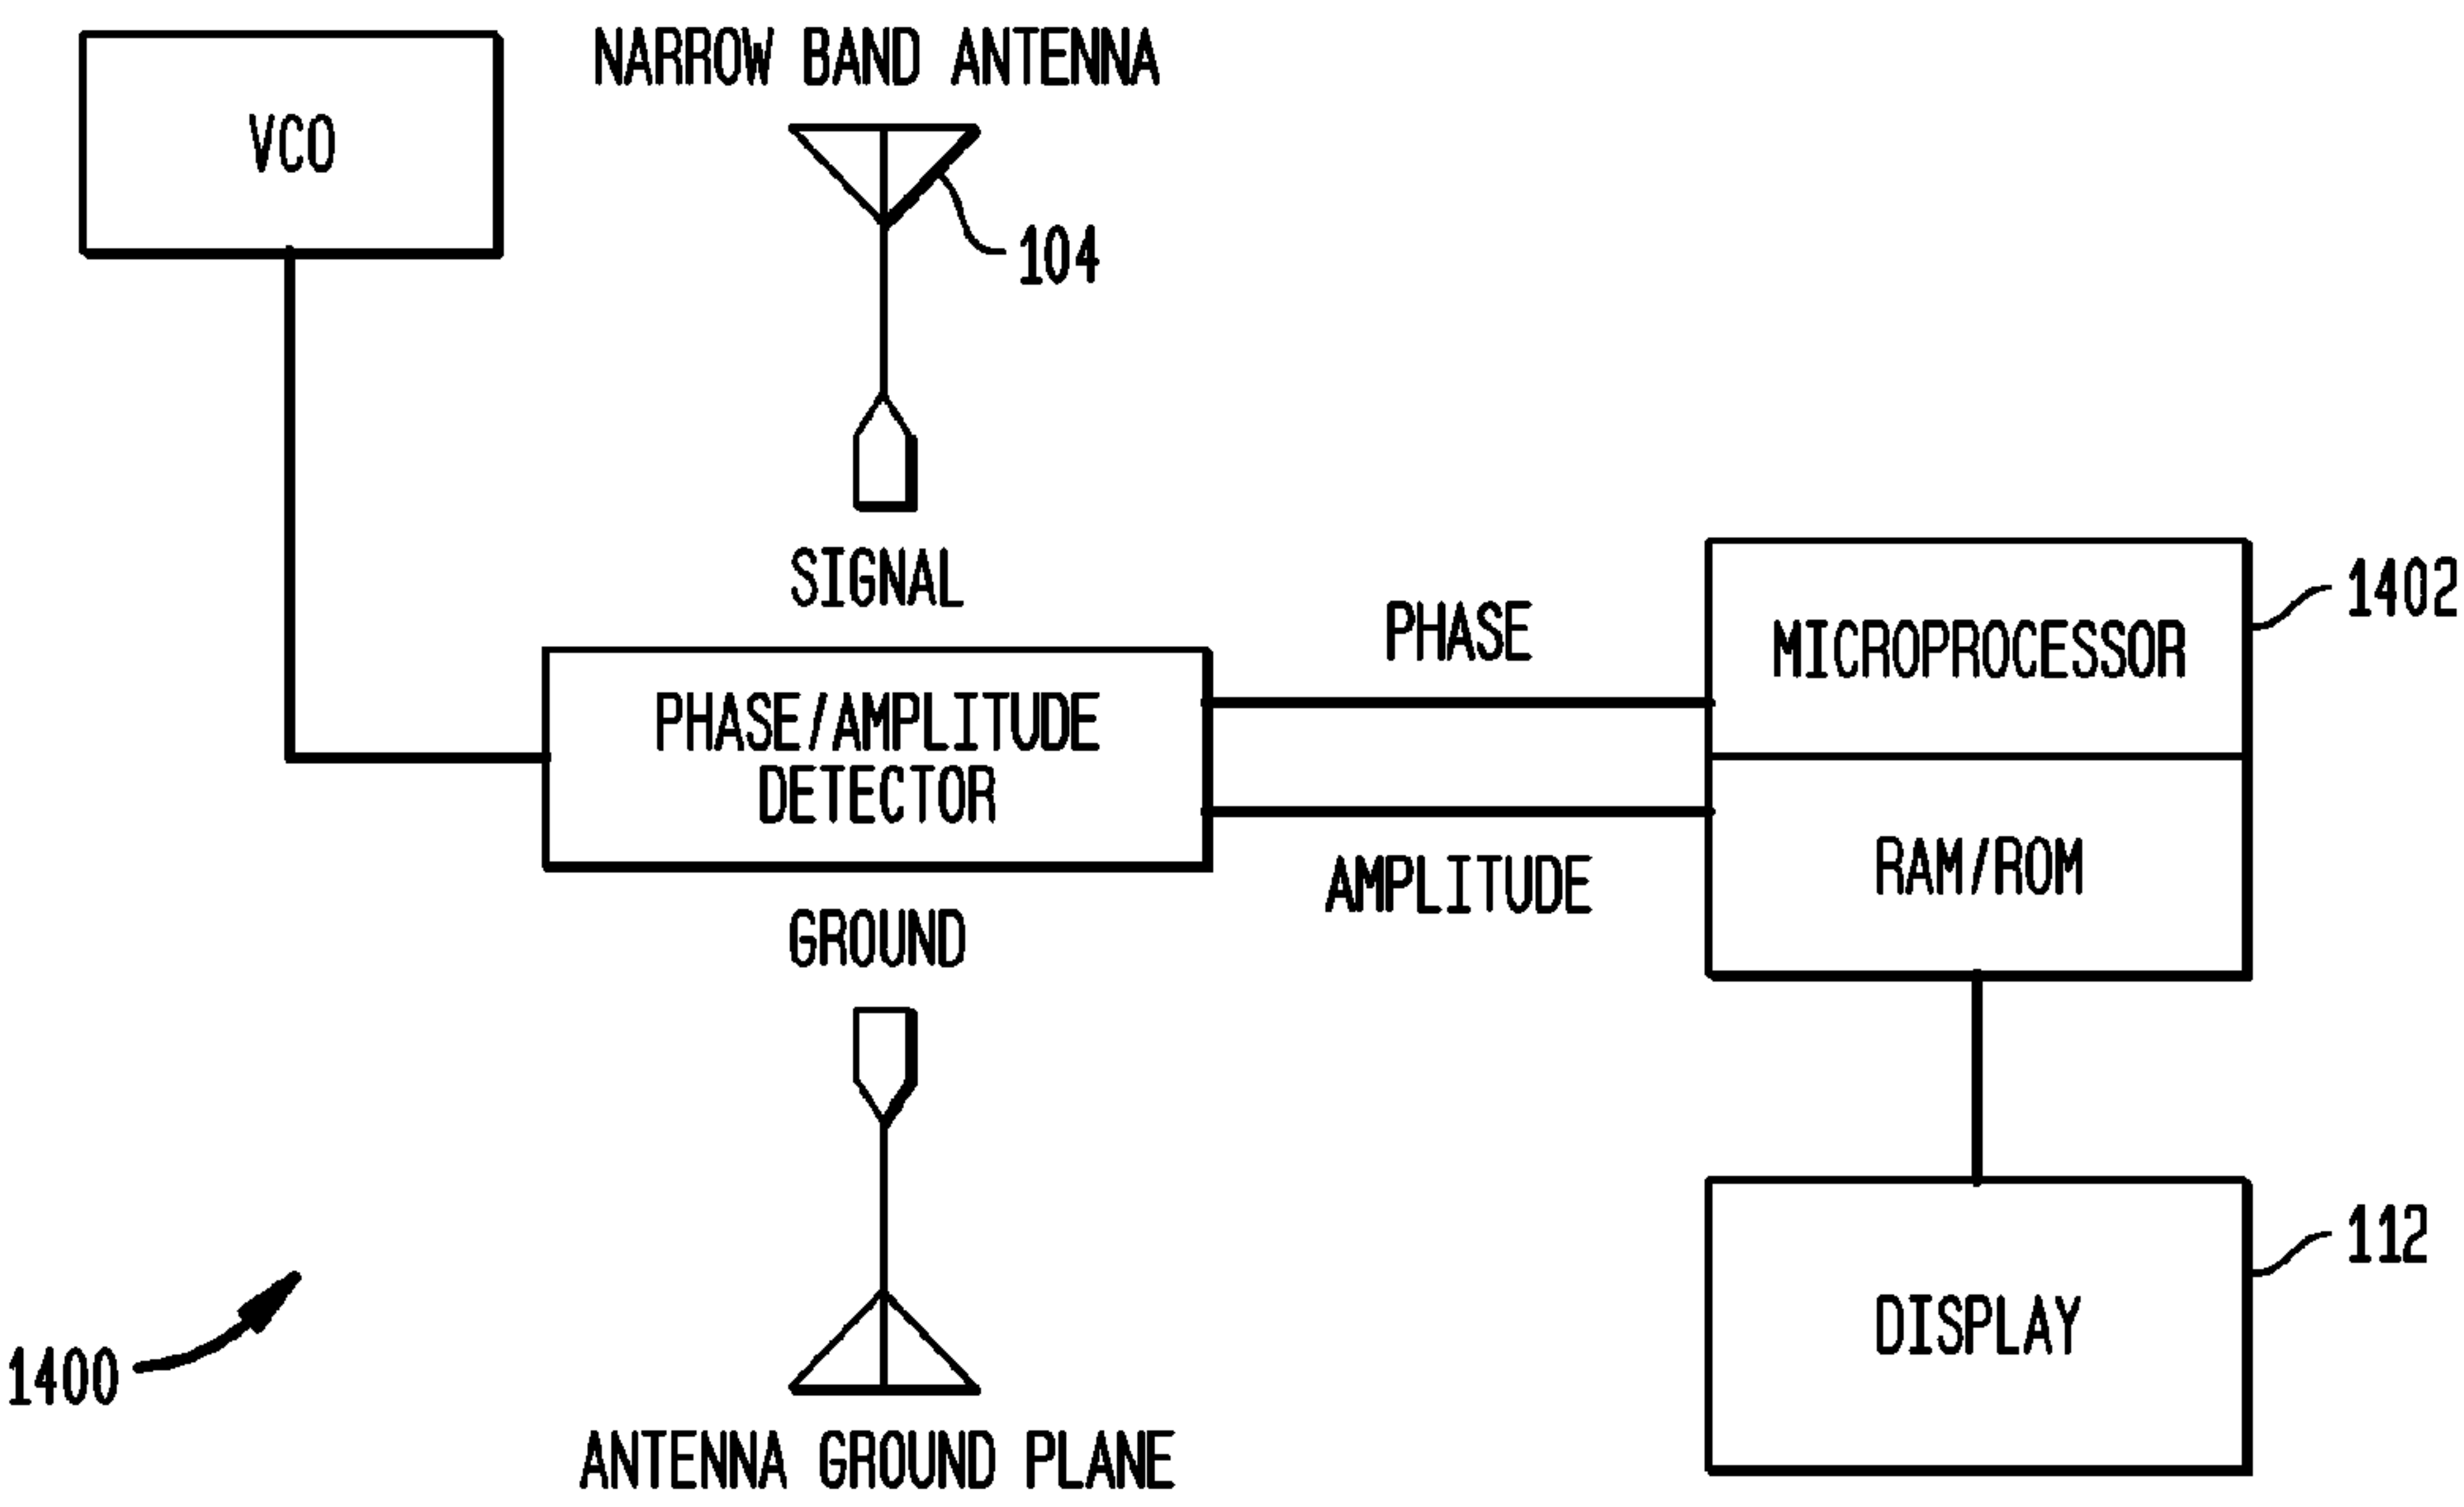 NARROW BAND ANTENNA
VCO
104
SIGNAL
PHASE
1402
MICROPROCESSOR
PHASE/AMPLITUDE
DETECTOR
RAM/ROM
AMPLITUDE
GROUND
112
DISPLAY
1400
ANTENNA GROUND PLANE